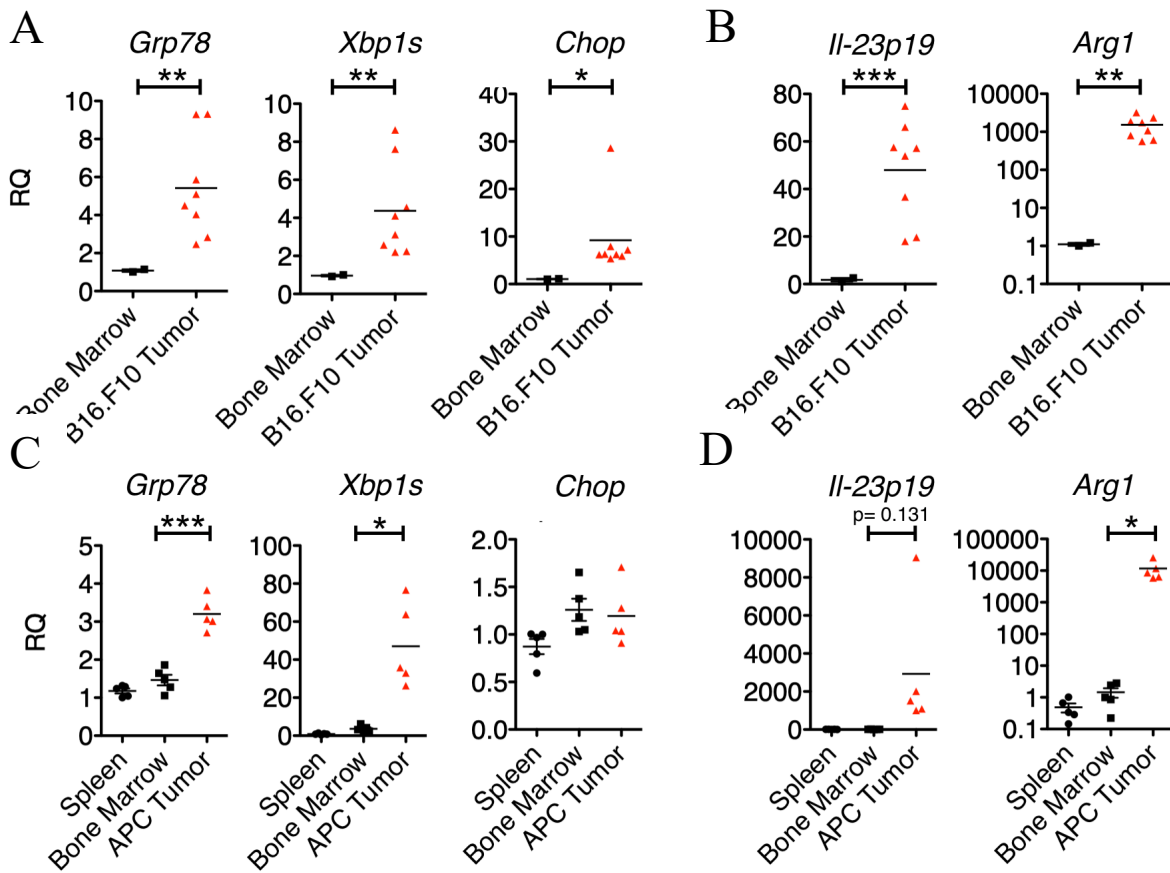 A
B
Grp78
Xbp1s
Chop
Il-23p19
Arg1
**
**
*
***
**
RQ
10
8
6
4
2
0
10
8
6
4
2
0
40
30
20
10
0
80
60
40
20
0
10000
1000
100
10
1
0.1
Bone Marrow
B16.F10 Tumor
Bone Marrow
B16.F10 Tumor
Bone Marrow
B16.F10 Tumor
Bone Marrow
B16.F10 Tumor
Bone Marrow
B16.F10 Tumor
C
D
Grp78
Xbp1s
Chop
Il-23p19
Arg1
***
*
p= 0.131
*
RQ
5
4
3
2
1
0
100
80
60
40
20
0
2.0
1.5
1.0
0.5
0.0
10000
8000
6000
4000
2000
0
100000
10000
1000
100
10
1
0.1
Spleen
Bone Marrow
APC Tumor
Spleen
Bone Marrow
APC Tumor
Spleen
Bone Marrow
APC Tumor
Spleen
Bone Marrow
APC Tumor
Spleen
Bone Marrow
APC Tumor